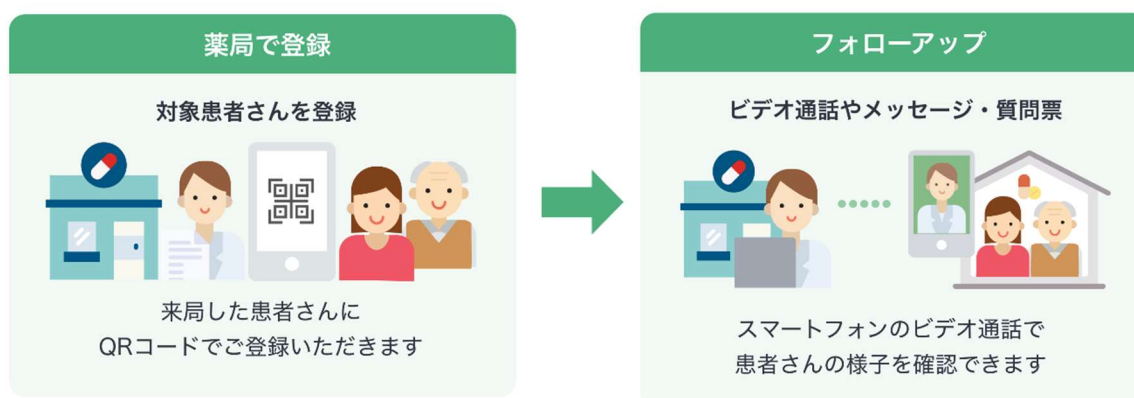 薬局で登録
対象患者さんを登録
来局した患者さんに
QRコードでご登録いただきます
フォローアップ
ビデオ通話やメッセージ・質問票
スマートフォンのビデオ通話で
患者さんの様子を確認できます